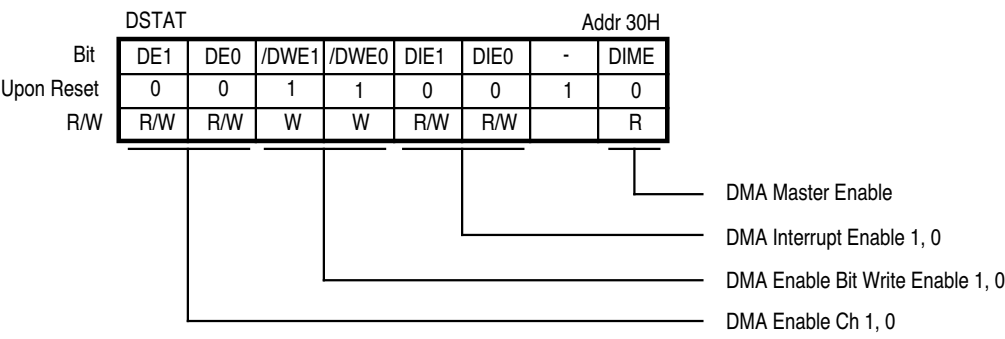 DSTAT Addr 30H
Bit DE1 DE0 /DWE1 /DWE0 DIE1 DIE0 - DIME
Upon Reset 0 0 1 1 0 0 1 0
R/W R/W R/W W W R/W R/W R
DMA Master Enable
DMA Interrupt Enable 1, 0
DMA Enable Bit Write Enable 1, 0
DMA Enable Ch 1, 0